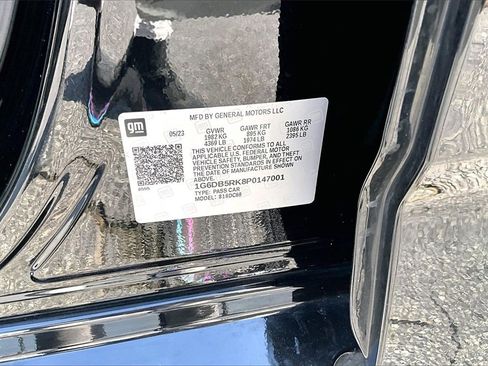 MFD BY GENERAL MOTORS LLC
gm
05/23
GVWR GAWR FRT GAWR RR
1982 KG 895 KG 1086 KG
4369 LB 1974 LB 2395 LB
THIS VEHICLE CONFORMS TO ALL
APPLICABLE U.S. FEDERAL MOTOR
VEHICLE SAFETY, BUMPER, AND THEFT
PREVENTION STANDARDS IN EFFECT ON
THE DATE OF MANUFACTURE SHOWN ABOVE.
1G6DB5RK8P0147001
TYPE: PASS CAR
MODEL: